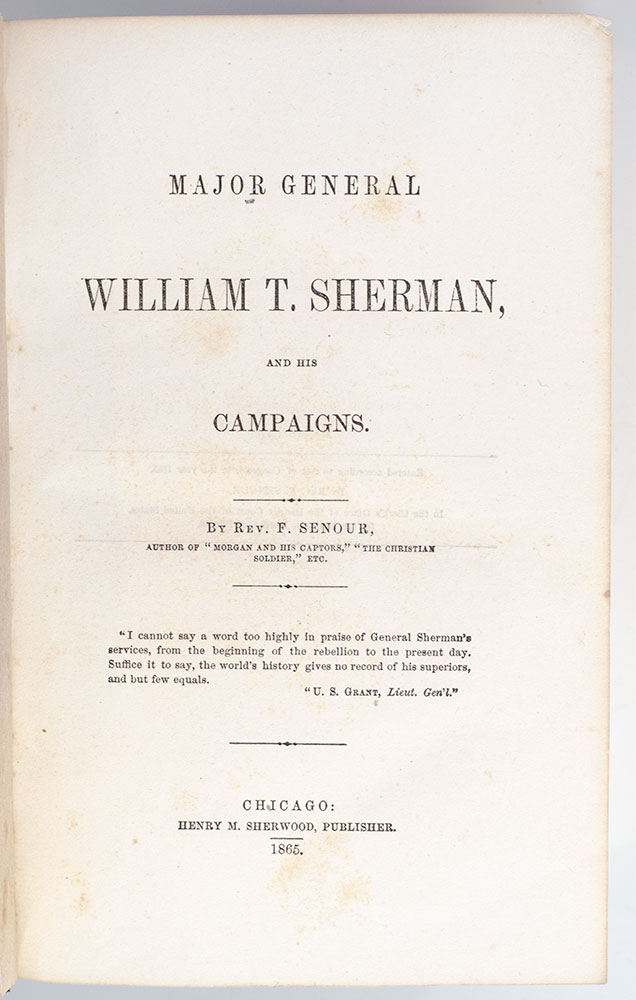 MAJOR GENERAL
WILLIAM T. SHERMAN,
AND HIS
CAMPAIGNS.
BY REV. F. SENOUR,
AUTHOR OF "MORGAN AND HIS CAPTORS," "THE CHRISTIAN
SOLDIER," ETC.
"I cannot say a word too highly in praise of General Sherman's
services, from the beginning of the rebellion to the present day.
Suffice it to say, the world's history gives no record of his superiors,
and but few equals.
"U. S. GRANT, Lieut. Gen'l."
CHICAGO:
HENRY M. SHERWOOD, PUBLISHER.
1865.